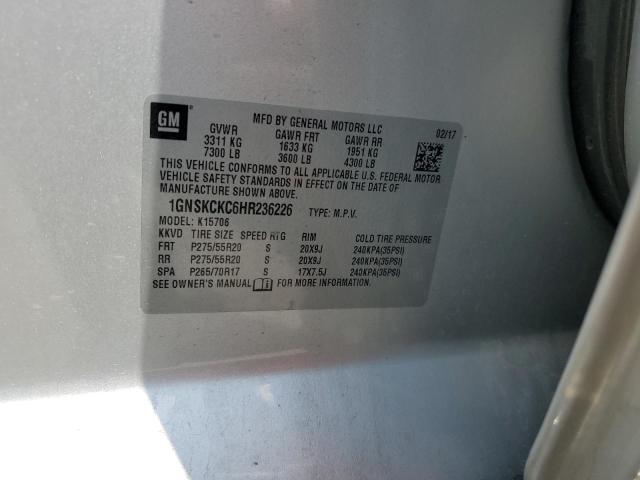 GM
MFD BY GENERAL MOTORS LLC
02/17
GVWR GAWR FRT GAWR RR
3311 KG 1633 KG 1951 KG
7300 LB 3600 LB 4300 LB
THIS VEHICLE CONFORMS TO ALL APPLICABLE U.S. FEDERAL MOTOR
VEHICLE SAFETY STANDARDS IN EFFECT ON THE DATE OF
MANUFACTURE SHOWN ABOVE.
1GNSKCKC6HR236226 TYPE: M.P.V.
MODEL: K15706
KKVD TIRE SIZE SPEED RTG RIM COLD TIRE PRESSURE
FRT P275/55R20 S 20X9J 240KPA(35PSI)
RR P275/55R20 S 20X9J 240KPA(35PSI)
SPA P265/70R17 S 17X7.5J 240KPA(35PSI)
SEE OWNER'S MANUAL FOR MORE INFORMATION.